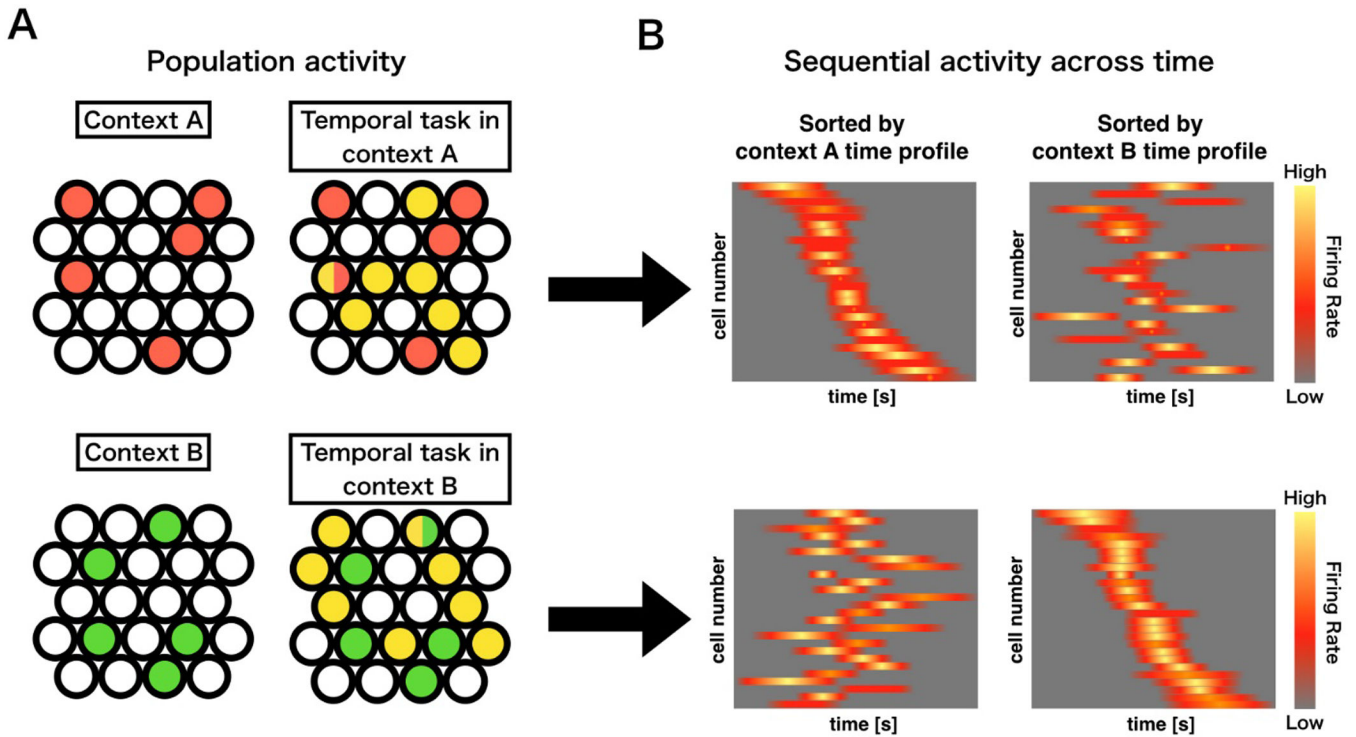 A
B
Population activity
Sequential activity across time
Context A
Temporal task in
context A
Sorted by
context A time profile
Sorted by
context B time profile
High
cell number
cell number
Firing Rate
Low
time [s]
time [s]
Context B
Temporal task in
context B
High
cell number
cell number
Firing Rate
Low
time [s]
time [s]